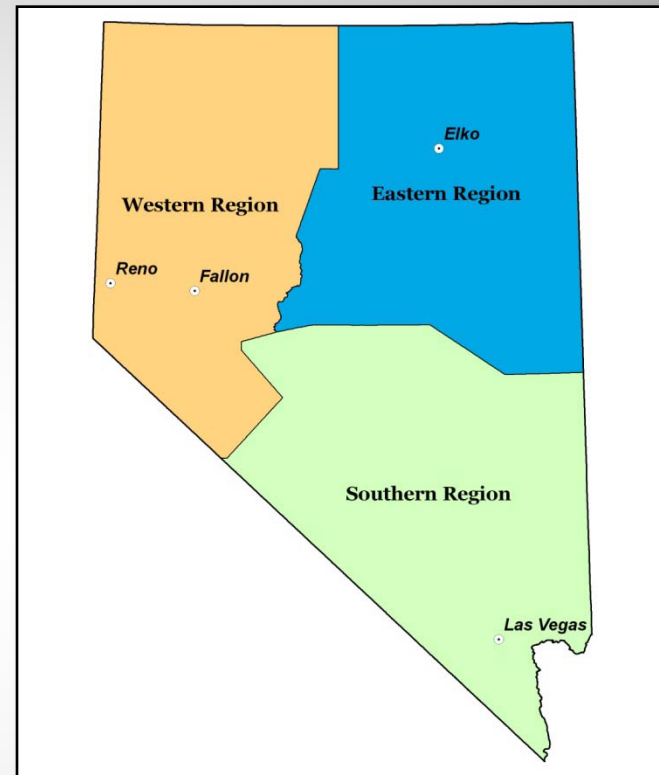 Elko
Eastern Region
Western Region
Reno
Fallon
Southern Region
Las Vegas